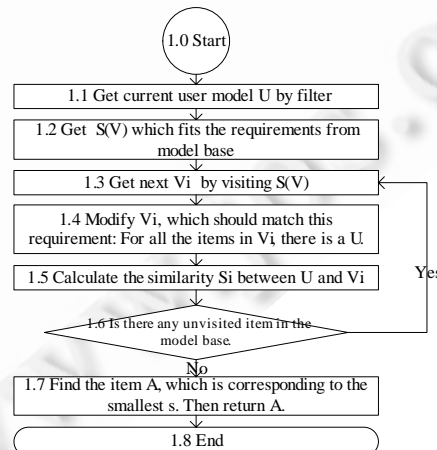 1.0 Start
1.1 Get current user model U by filter
1.2 Get S(V) which fits the requirements from
model base
1.3 Get next Vi by visiting S(V)
1.4 Modify Vi, which should match this
requirement: For all the items in Vi, there is a U.
1.5 Calculate the similarity Si between U and Vi
Yes
1.6 Is there any unvisited item in the
model base.
No
1.7 Find the item A, which is corresponding to the
smallest s. Then return A.
1.8 End